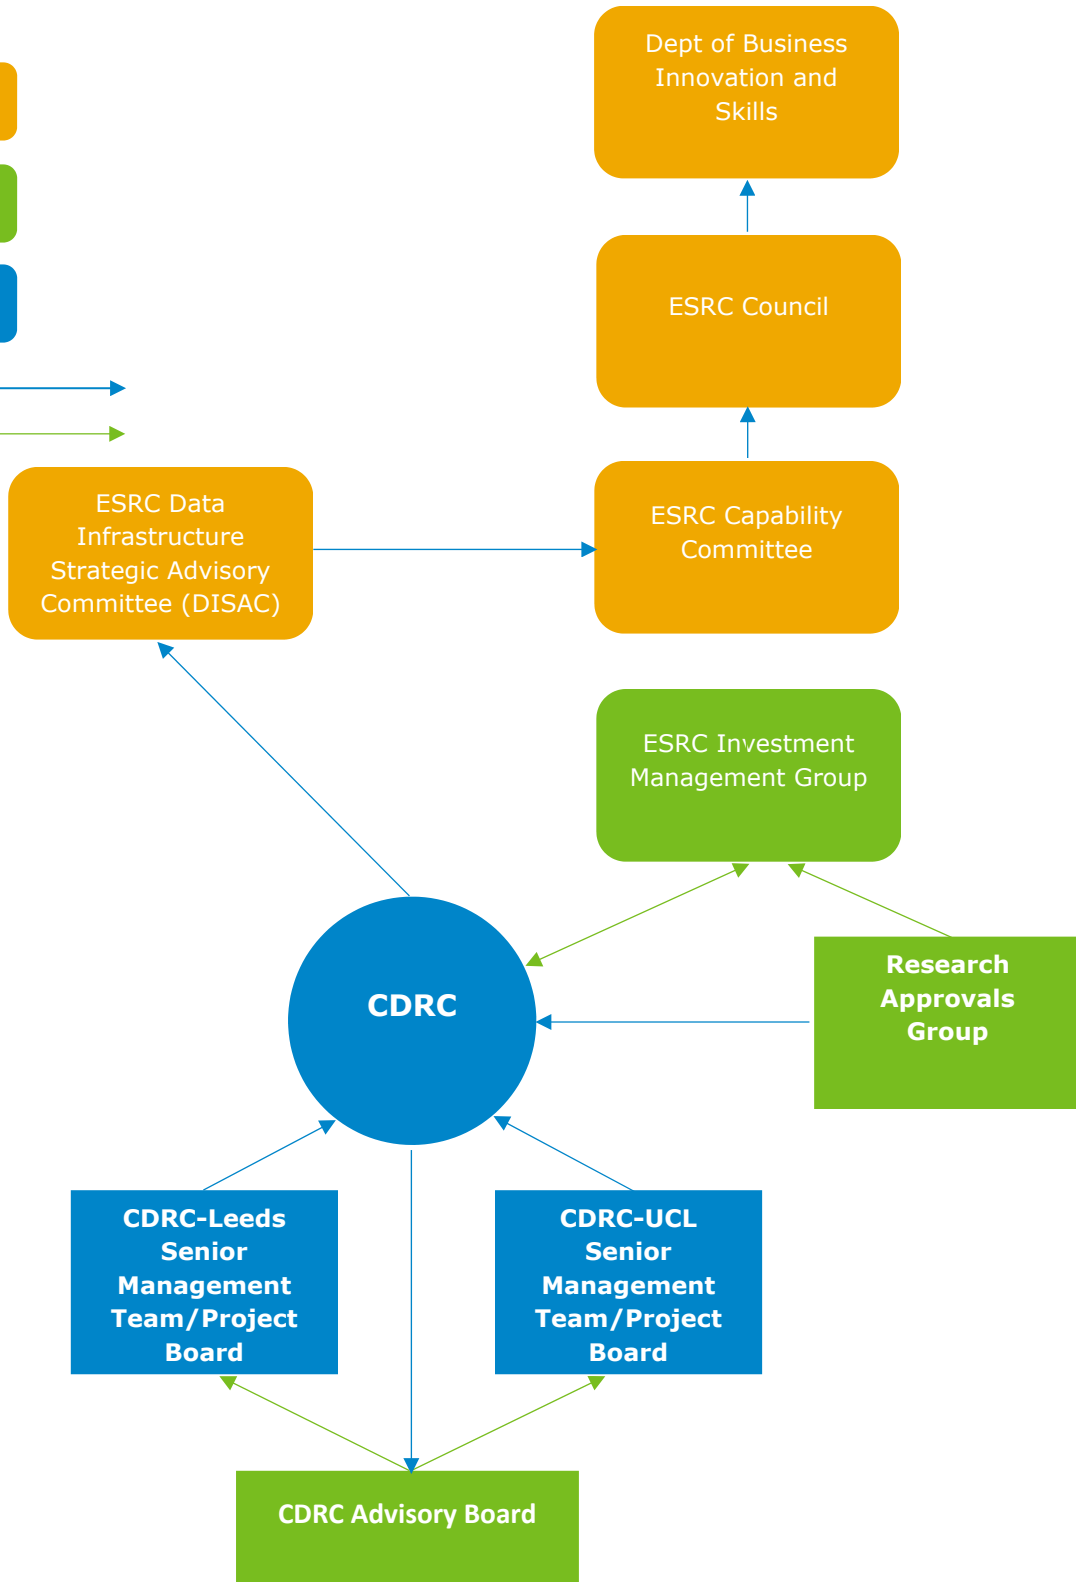 Dept of Business
Innovation and
Skills
ESRC Council
ESRC Data
Infrastructure
Strategic Advisory
Committee (DISAC)
ESRC Capability
Committee
ESRC Investment
Management Group
CDRC
Research
Approvals
Group
CDRC-Leeds
Senior
Management
Team/Project
Board
CDRC-UCL
Senior
Management
Team/Project
Board
CDRC Advisory Board